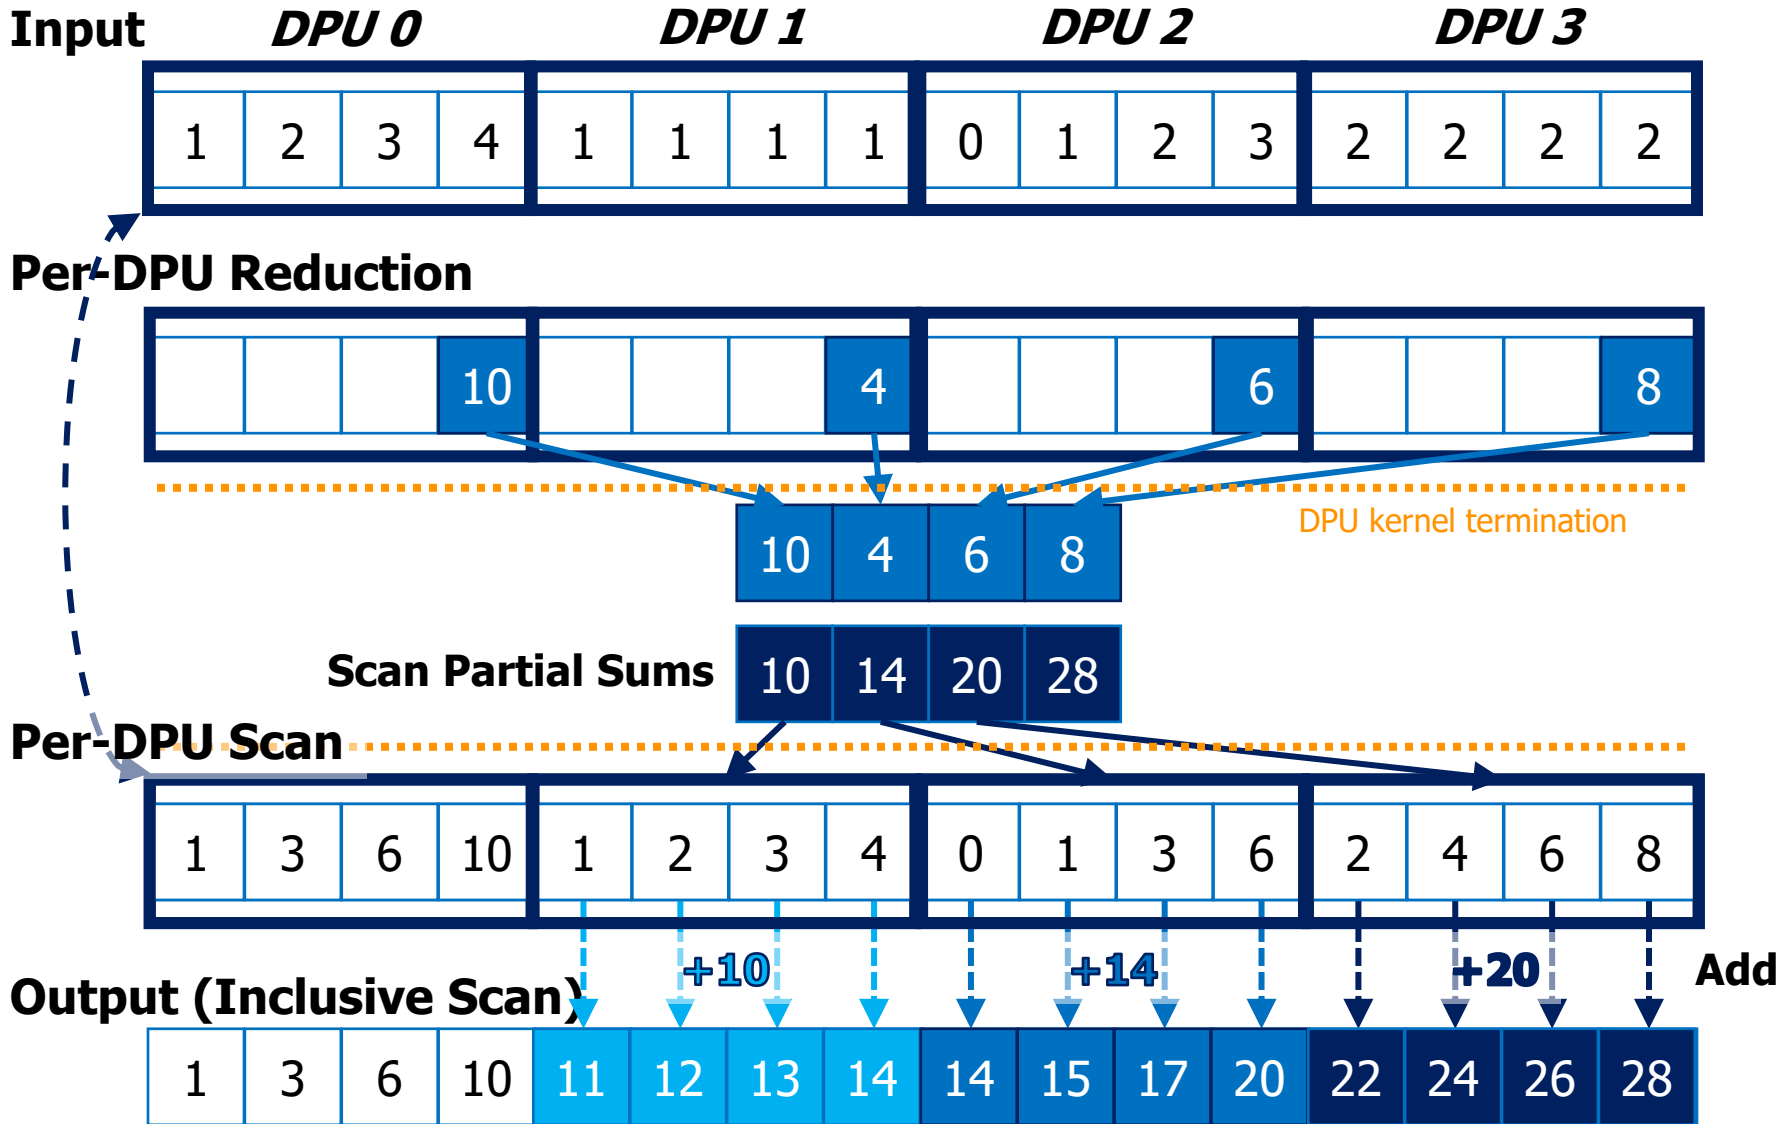 Input DPU 0 DPU 1 DPU 2 DPU 3
1 2 3 4 1 1 1 1 0 1 2 3 2 2 2 2
Per-DPU Reduction
10 4 6 8
DPU kernel termination
10 4 6 8
Scan Partial Sums 10 14 20 28
Per-DPU Scan
1 3 6 10 1 2 3 4 0 1 3 6 2 4 6 8
+10 +14 +20 Add
Output (Inclusive Scan)
1 3 6 10 11 12 13 14 14 15 17 20 22 24 26 28